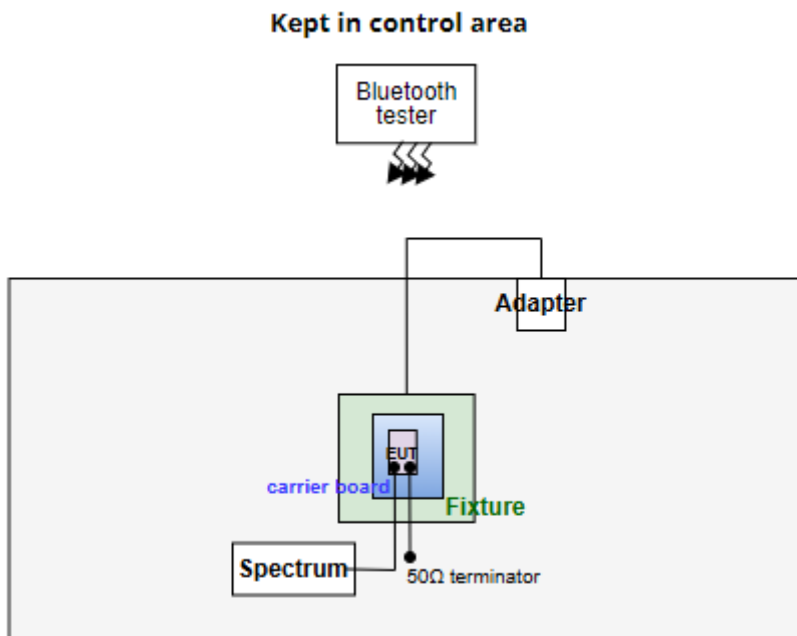 Kept in control area
Bluetooth
tester
Adapter
EUT
carrier board
Fixture
Spectrum
50Ω terminator